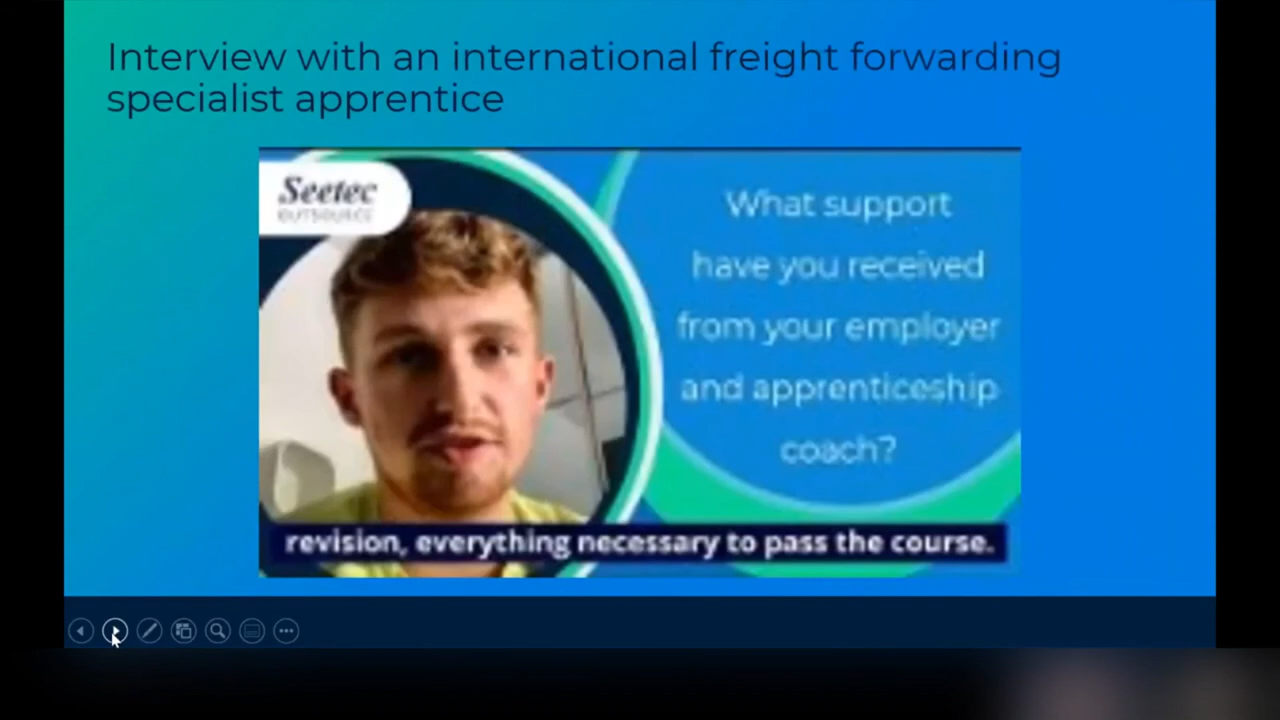 Interview with an international freight forwarding
specialist apprentice
Seetec
OUTSOURCE
What support
have you received
from your employer
and apprenticeship
coach?
revision, everything necessary to pass the course.